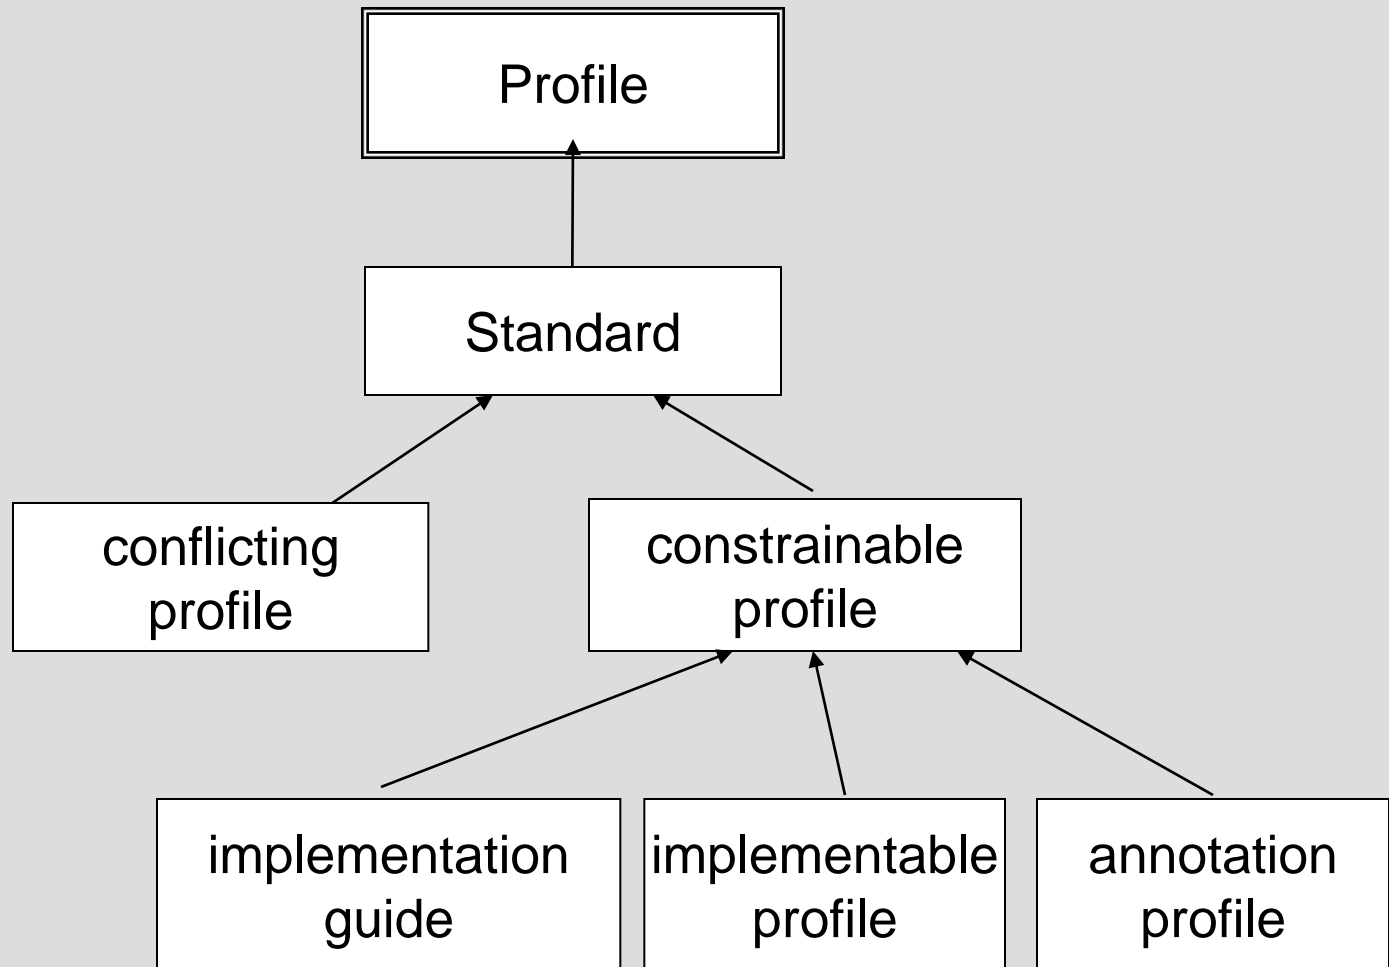 Profile
Standard
conflicting
profile
constrainable
profile
implementation
guide
implementable
profile
annotation
profile